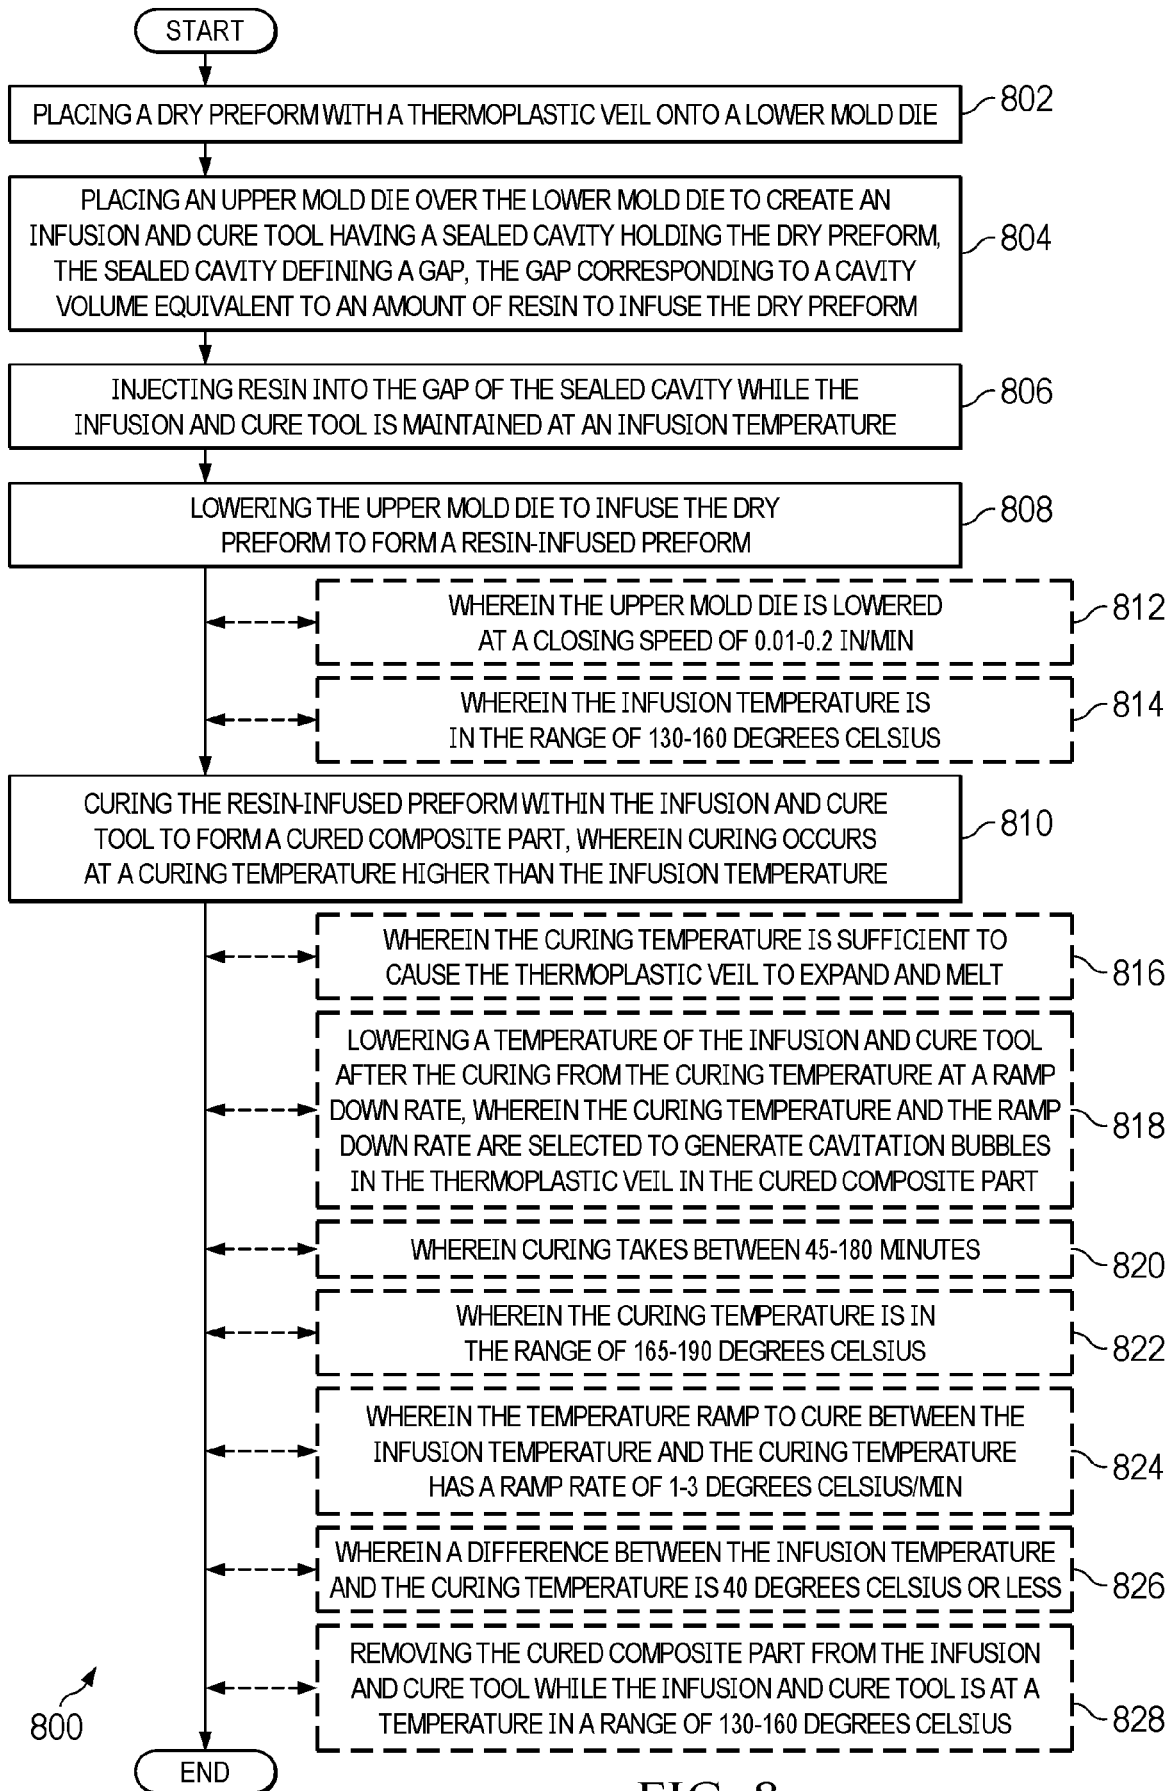 START
PLACING A DRY PREFORM WITH A THERMOPLASTIC VEIL ONTO A LOWER MOLD DIE
802
PLACING AN UPPER MOLD DIE OVER THE LOWER MOLD DIE TO CREATE AN
INFUSION AND CURE TOOL HAVING A SEALED CAVITY HOLDING THE DRY PREFORM,
THE SEALED CAVITY DEFINING A GAP, THE GAP CORRESPONDING TO A CAVITY
VOLUME EQUIVALENT TO AN AMOUNT OF RESIN TO INFUSE THE DRY PREFORM
804
INJECTING RESIN INTO THE GAP OF THE SEALED CAVITY WHILE THE
INFUSION AND CURE TOOL IS MAINTAINED AT AN INFUSION TEMPERATURE
806
LOWERING THE UPPER MOLD DIE TO INFUSE THE DRY
PREFORM TO FORM A RESIN-INFUSED PREFORM
808
WHEREIN THE UPPER MOLD DIE IS LOWERED
AT A CLOSING SPEED OF 0.01-0.2 IN/MIN
812
WHEREIN THE INFUSION TEMPERATURE IS
IN THE RANGE OF 130-160 DEGREES CELSIUS
814
CURING THE RESIN-INFUSED PREFORM WITHIN THE INFUSION AND CURE
TOOL TO FORM A CURED COMPOSITE PART, WHEREIN CURING OCCURS
AT A CURING TEMPERATURE HIGHER THAN THE INFUSION TEMPERATURE
810
WHEREIN THE CURING TEMPERATURE IS SUFFICIENT TO
CAUSE THE THERMOPLASTIC VEIL TO EXPAND AND MELT
816
LOWERING A TEMPERATURE OF THE INFUSION AND CURE TOOL
AFTER THE CURING FROM THE CURING TEMPERATURE AT A RAMP
DOWN RATE, WHEREIN THE CURING TEMPERATURE AND THE RAMP
DOWN RATE ARE SELECTED TO GENERATE CAVITATION BUBBLES
IN THE THERMOPLASTIC VEIL IN THE CURED COMPOSITE PART
818
WHEREIN CURING TAKES BETWEEN 45-180 MINUTES
820
WHEREIN THE CURING TEMPERATURE IS IN
THE RANGE OF 165-190 DEGREES CELSIUS
822
WHEREIN THE TEMPERATURE RAMP TO CURE BETWEEN THE
INFUSION TEMPERATURE AND THE CURING TEMPERATURE
HAS A RAMP RATE OF 1-3 DEGREES CELSIUS/MIN
824
WHEREIN A DIFFERENCE BETWEEN THE INFUSION TEMPERATURE
AND THE CURING TEMPERATURE IS 40 DEGREES CELSIUS OR LESS
826
REMOVING THE CURED COMPOSITE PART FROM THE INFUSION
AND CURE TOOL WHILE THE INFUSION AND CURE TOOL IS AT A
TEMPERATURE IN A RANGE OF 130-160 DEGREES CELSIUS
828
800
END
FIG. 8